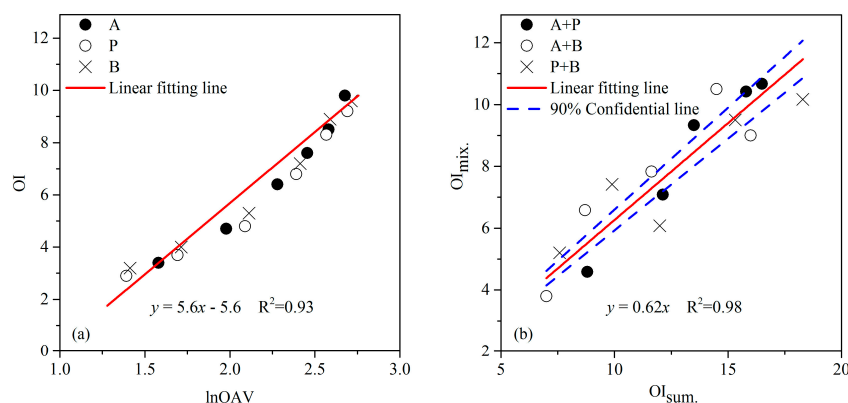 A
P
B
Linear fitting line
OI
12
10
8
6
4
2
0
y = 5.6x - 5.6 R²=0.93
(a)
1.0 1.5 2.0 2.5 3.0
lnOAV
A+P
A+B
P+B
Linear fitting line
90% Confidential line
OImix.
12
10
8
6
4
2
y = 0.62x R²=0.98
(b)
5 10 15 20
OIsum.